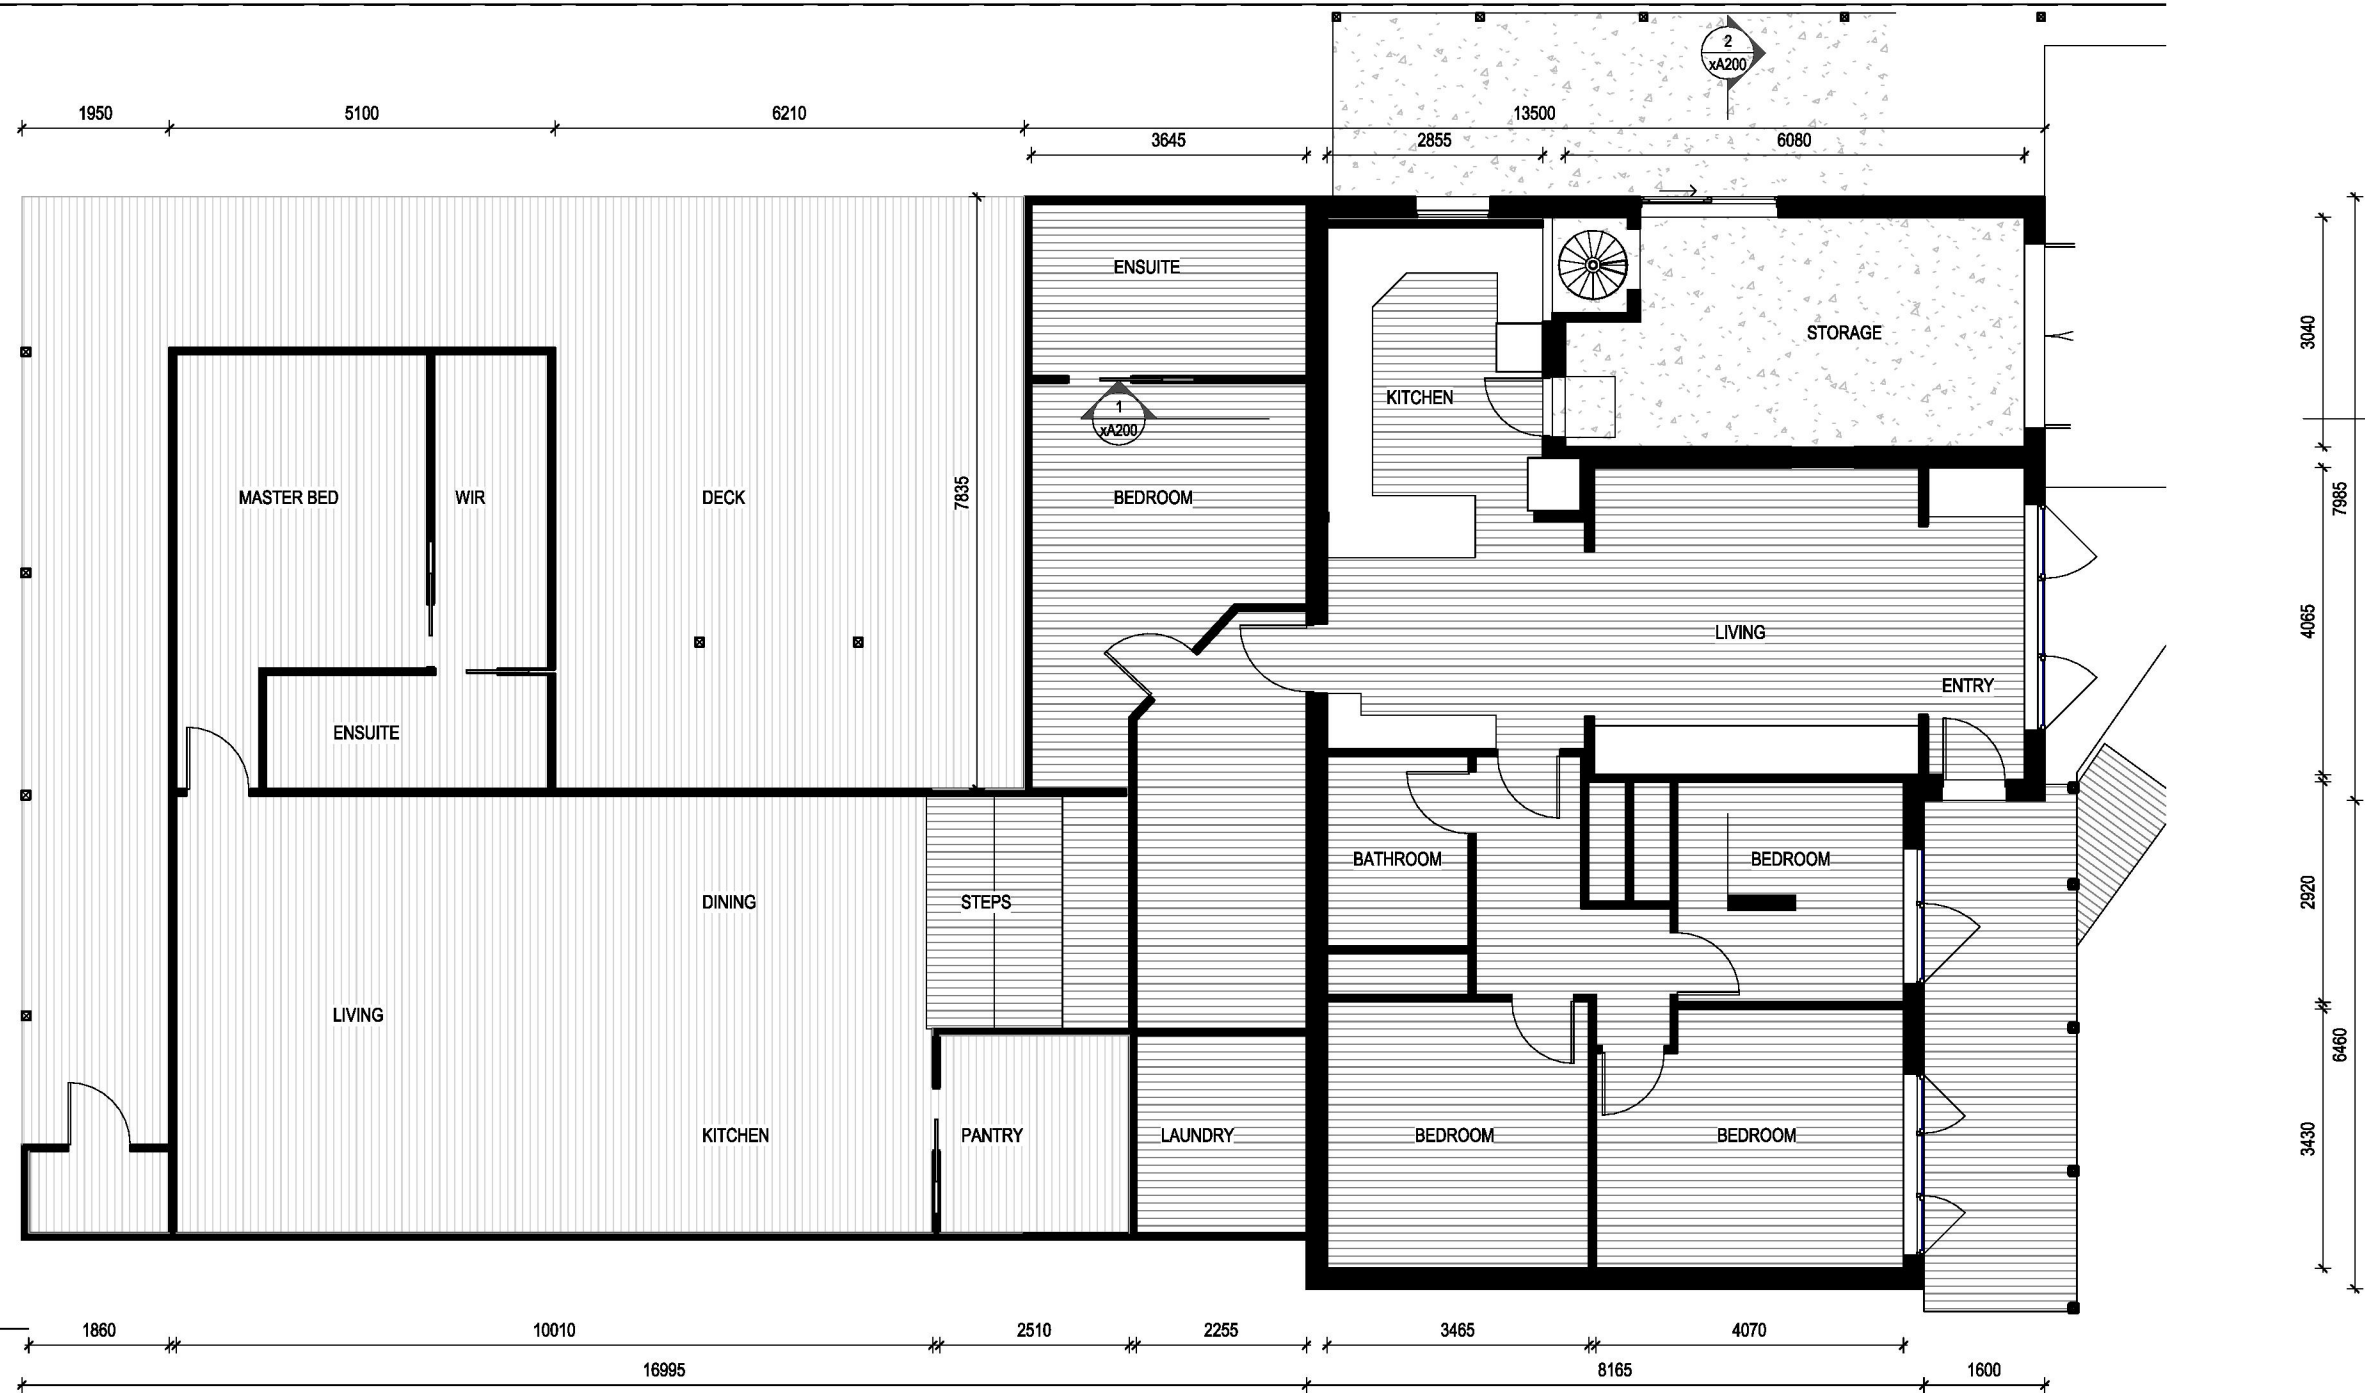 2
xA200
1950
5100
6210
13500
3645
2855
6080
ENSUITE
STORAGE
3040
KITCHEN
1
xA200
MASTER BED
WIR
DECK
7835
BEDROOM
7985
4065
LIVING
ENTRY
ENSUITE
BATHROOM
BEDROOM
DINING
STEPS
2920
LIVING
6460
KITCHEN
PANTRY
LAUNDRY
BEDROOM
BEDROOM
3430
1860
10010
2510
2255
3465
4070
16995
8165
1600